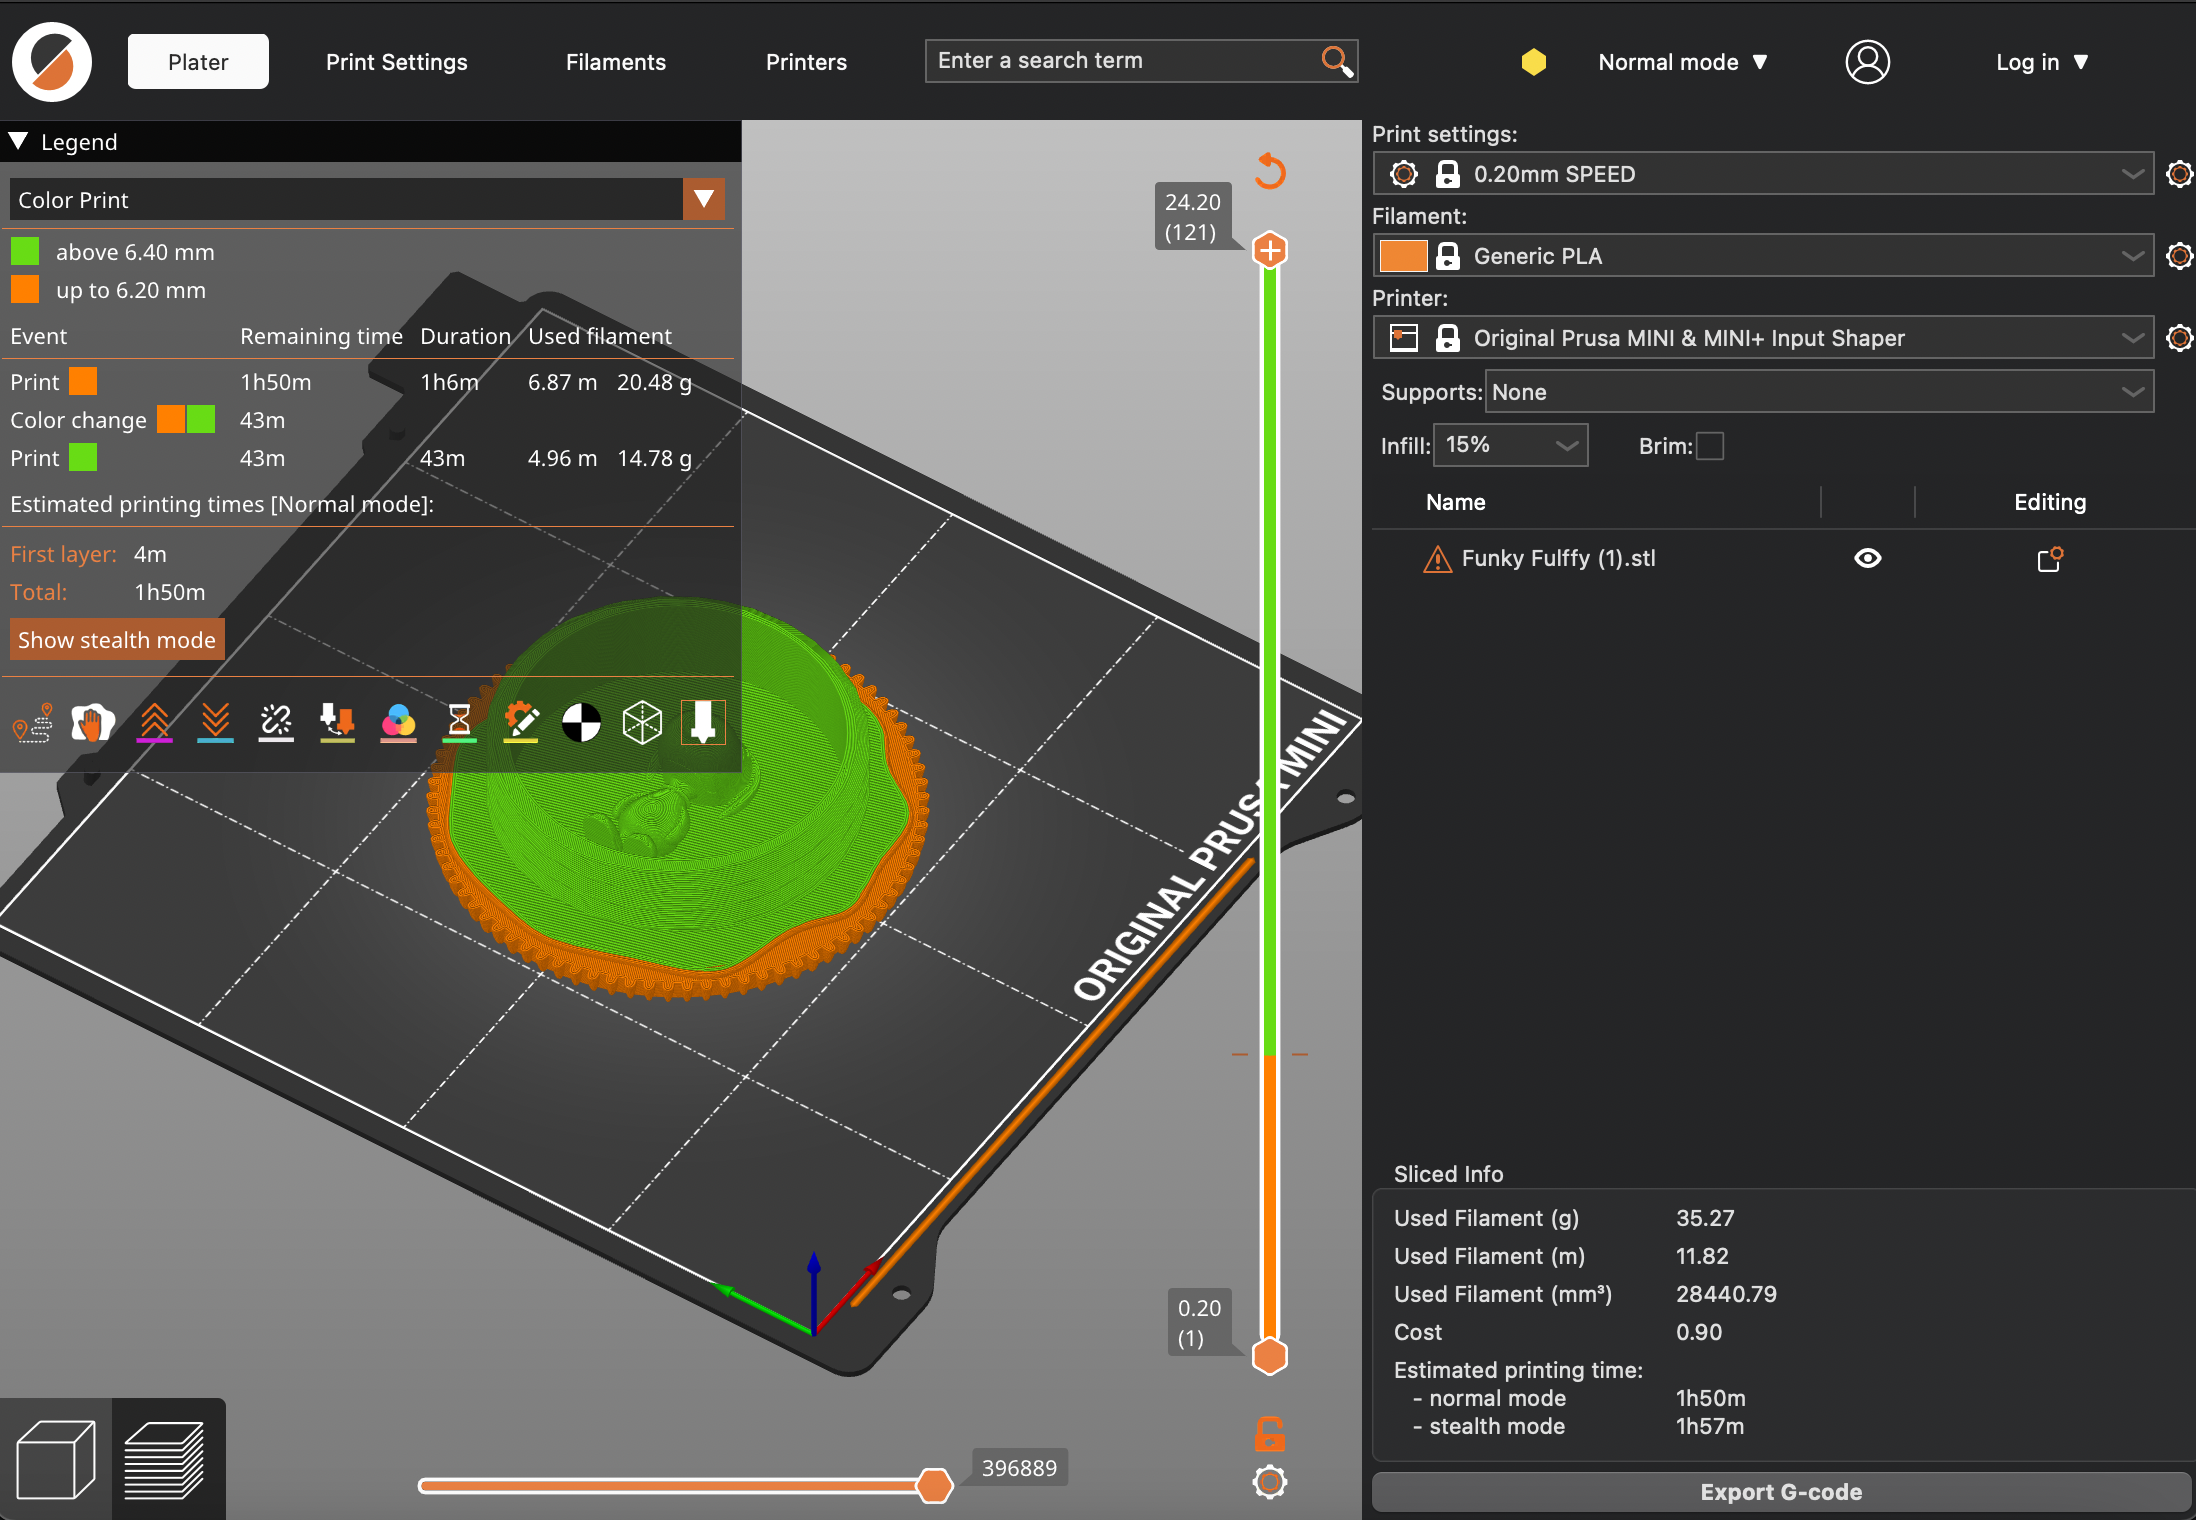 Plater
Print Settings
Filaments
Printers
Enter a search term
Normal mode
Log in
Legend
Color Print
above 6.40 mm
up to 6.20 mm
Event Remaining time Duration Used filament
Print 1h50m 1h6m 6.87 m 20.48 g
Color change 43m
Print 43m 43m 4.96 m 14.78 g
Estimated printing times [Normal mode]:
First layer: 4m
Total: 1h50m
Show stealth mode
24.20
(121)
ORIGINAL PRUSA MINI
0.20
(1)
396889
Print settings:
0.20mm SPEED
Filament:
Generic PLA
Printer:
Original Prusa MINI & MINI+ Input Shaper
Supports: None
Infill: 15% Brim:
Name Editing
Funky Fulffy (1).stl
Sliced Info
Used Filament (g) 35.27
Used Filament (m) 11.82
Used Filament (mm³) 28440.79
Cost 0.90
Estimated printing time:
- normal mode 1h50m
- stealth mode 1h57m
Export G-code